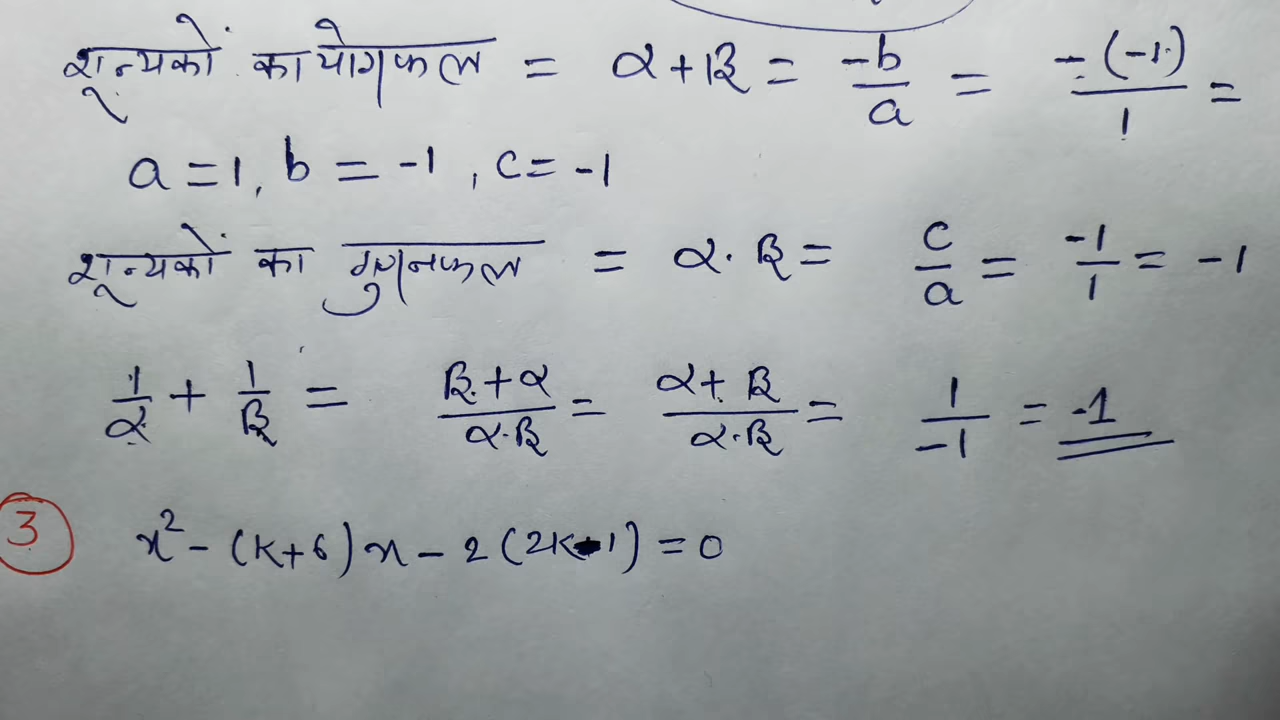 शून्यकों का योगफल = α + β = -b/a = -(-1)/1 =
a = 1, b = -1, c = -1
शून्यकों का गुणनफल = α . β = c/a = -1/1 = -1
1/α + 1/β = β + α/α.β = α + β/α.β = 1/-1 = -1
3 x² - (k+6)x - 2(2k-1) = 0